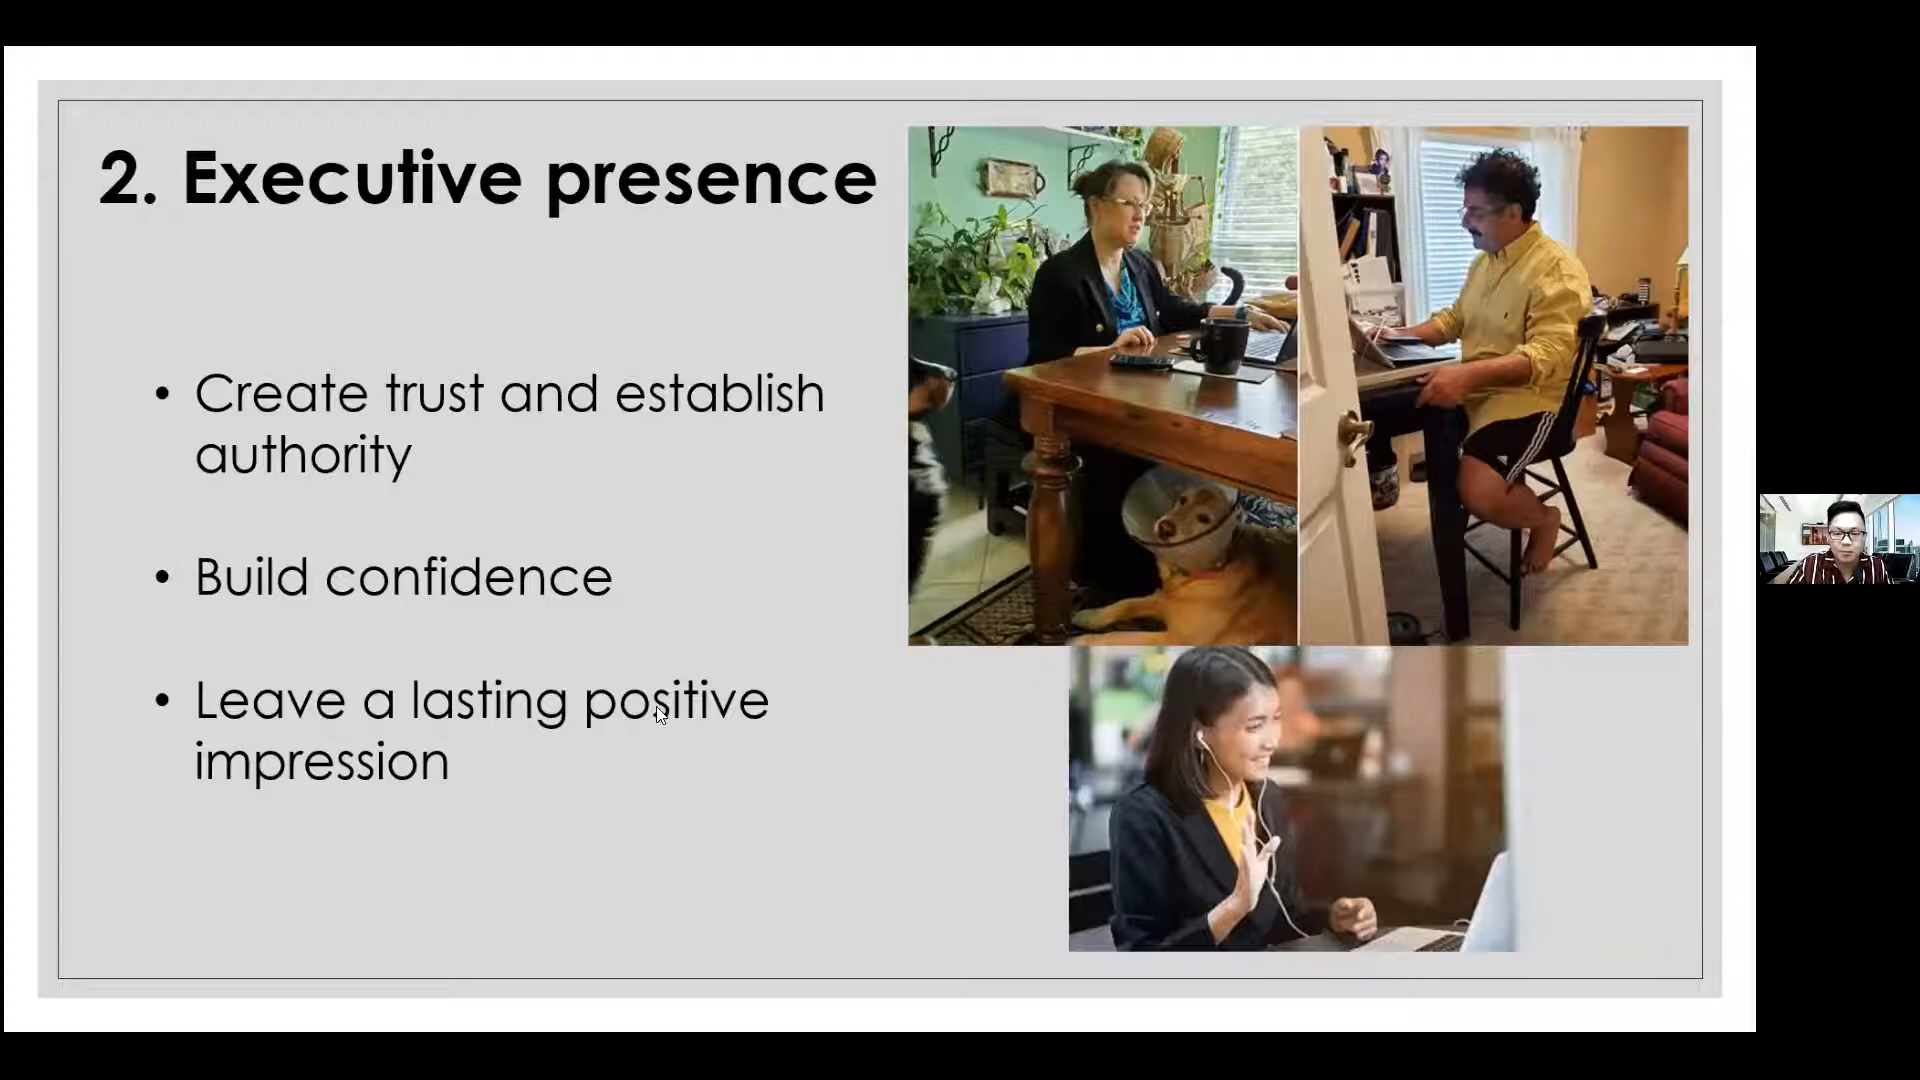 2. Executive presence
• Create trust and establish
authority
• Build confidence
• Leave a lasting positive
impression